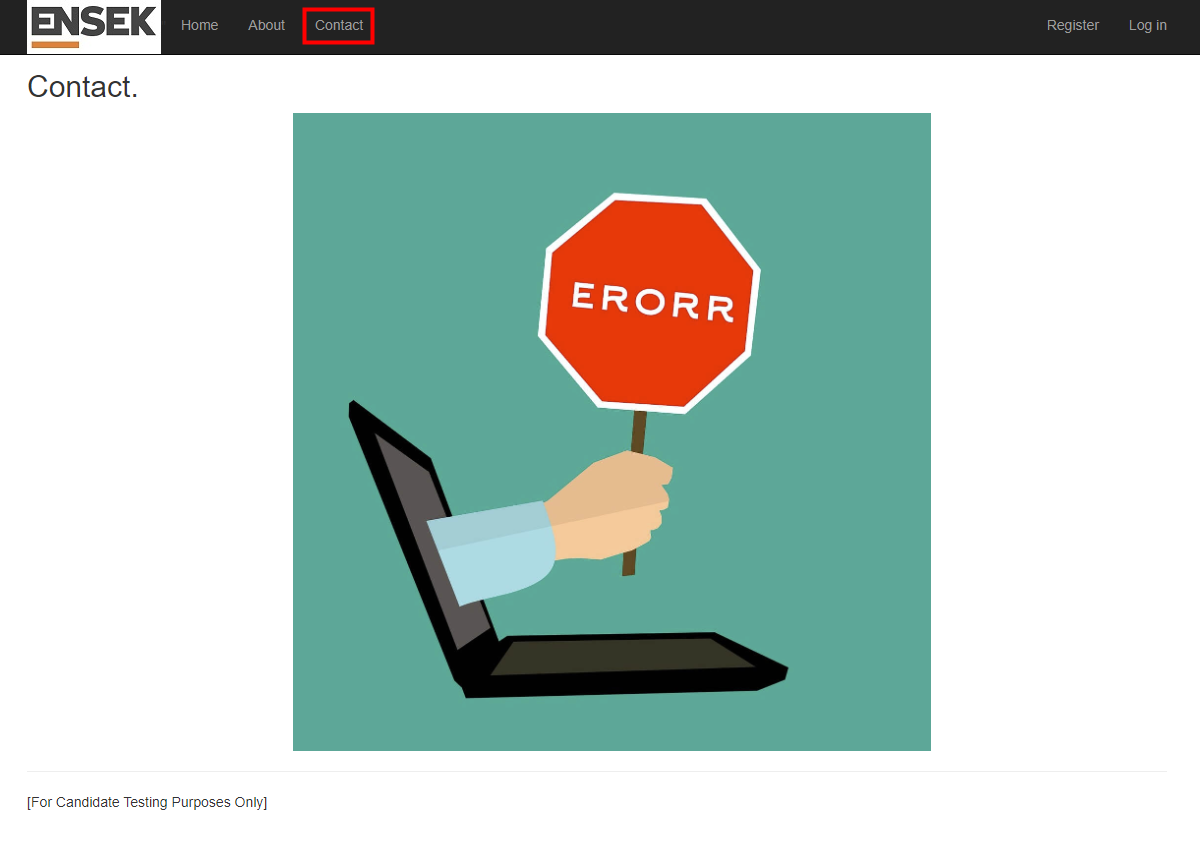 ENSEK
Home About Contact Register Log in
Contact.
ERORR
[For Candidate Testing Purposes Only]